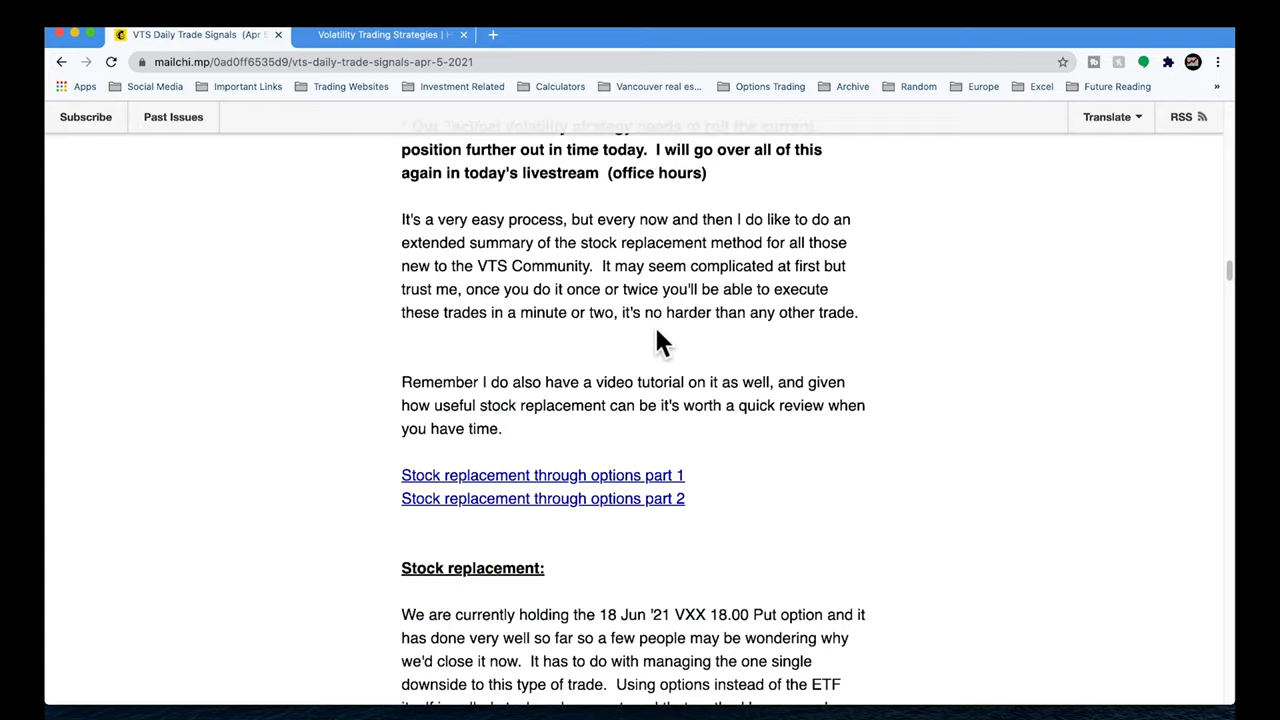 VTS Daily Trade Signals (Apr 5
Volatility Trading Strategies |
mailchi.mp/0ad0ff6535d9/vts-daily-trade-signals-apr-5-2021
Apps Social Media Important Links Trading Websites Investment Related Calculators Vancouver real es... Options Trading Archive Random Europe Excel Future Reading »
Subscribe Past Issues Translate RSS
* Our Tactical Volatility strategy needs to roll the current
position further out in time today. I will go over all of this
again in today's livestream (office hours)
It's a very easy process, but every now and then I do like to do an
extended summary of the stock replacement method for all those
new to the VTS Community. It may seem complicated at first but
trust me, once you do it once or twice you'll be able to execute
these trades in a minute or two, it's no harder than any other trade.
Remember I do also have a video tutorial on it as well, and given
how useful stock replacement can be it's worth a quick review when
you have time.
Stock replacement through options part 1
Stock replacement through options part 2
Stock replacement:
We are currently holding the 18 Jun '21 VXX 18.00 Put option and it
has done very well so far so a few people may be wondering why
we'd close it now. It has to do with managing the one single
downside to this type of trade. Using options instead of the ETF